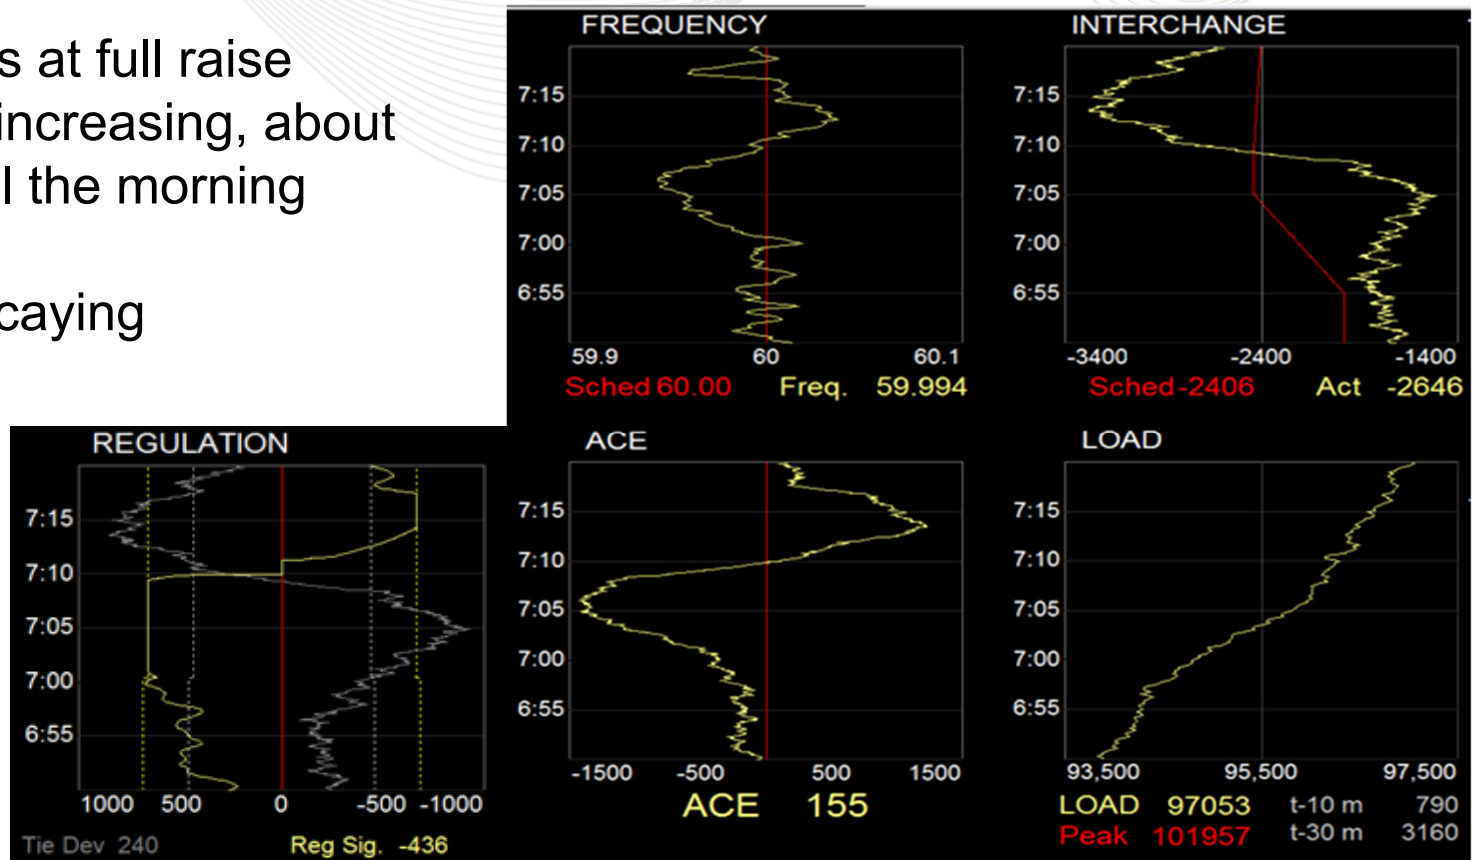 s at full raise
increasing, about
l the morning
caying
FREQUENCY
7:15
7:10
7:05
7:00
6:55
59.9 60 60.1
Sched 60.00 Freq. 59.994
INTERCHANGE
7:15
7:10
7:05
7:00
6:55
-3400 -2400 -1400
Sched -2406 Act -2646
REGULATION
7:15
7:10
7:05
7:00
6:55
1000 500 0 -500 -1000
Tie Dev 240 Reg Sig. -436
ACE
7:15
7:10
7:05
7:00
6:55
-1500 -500 500 1500
ACE 155
LOAD
7:15
7:10
7:05
7:00
6:55
93,500 95,500 97,500
LOAD 97053 t-10 m 790
Peak 101957 t-30 m 3160